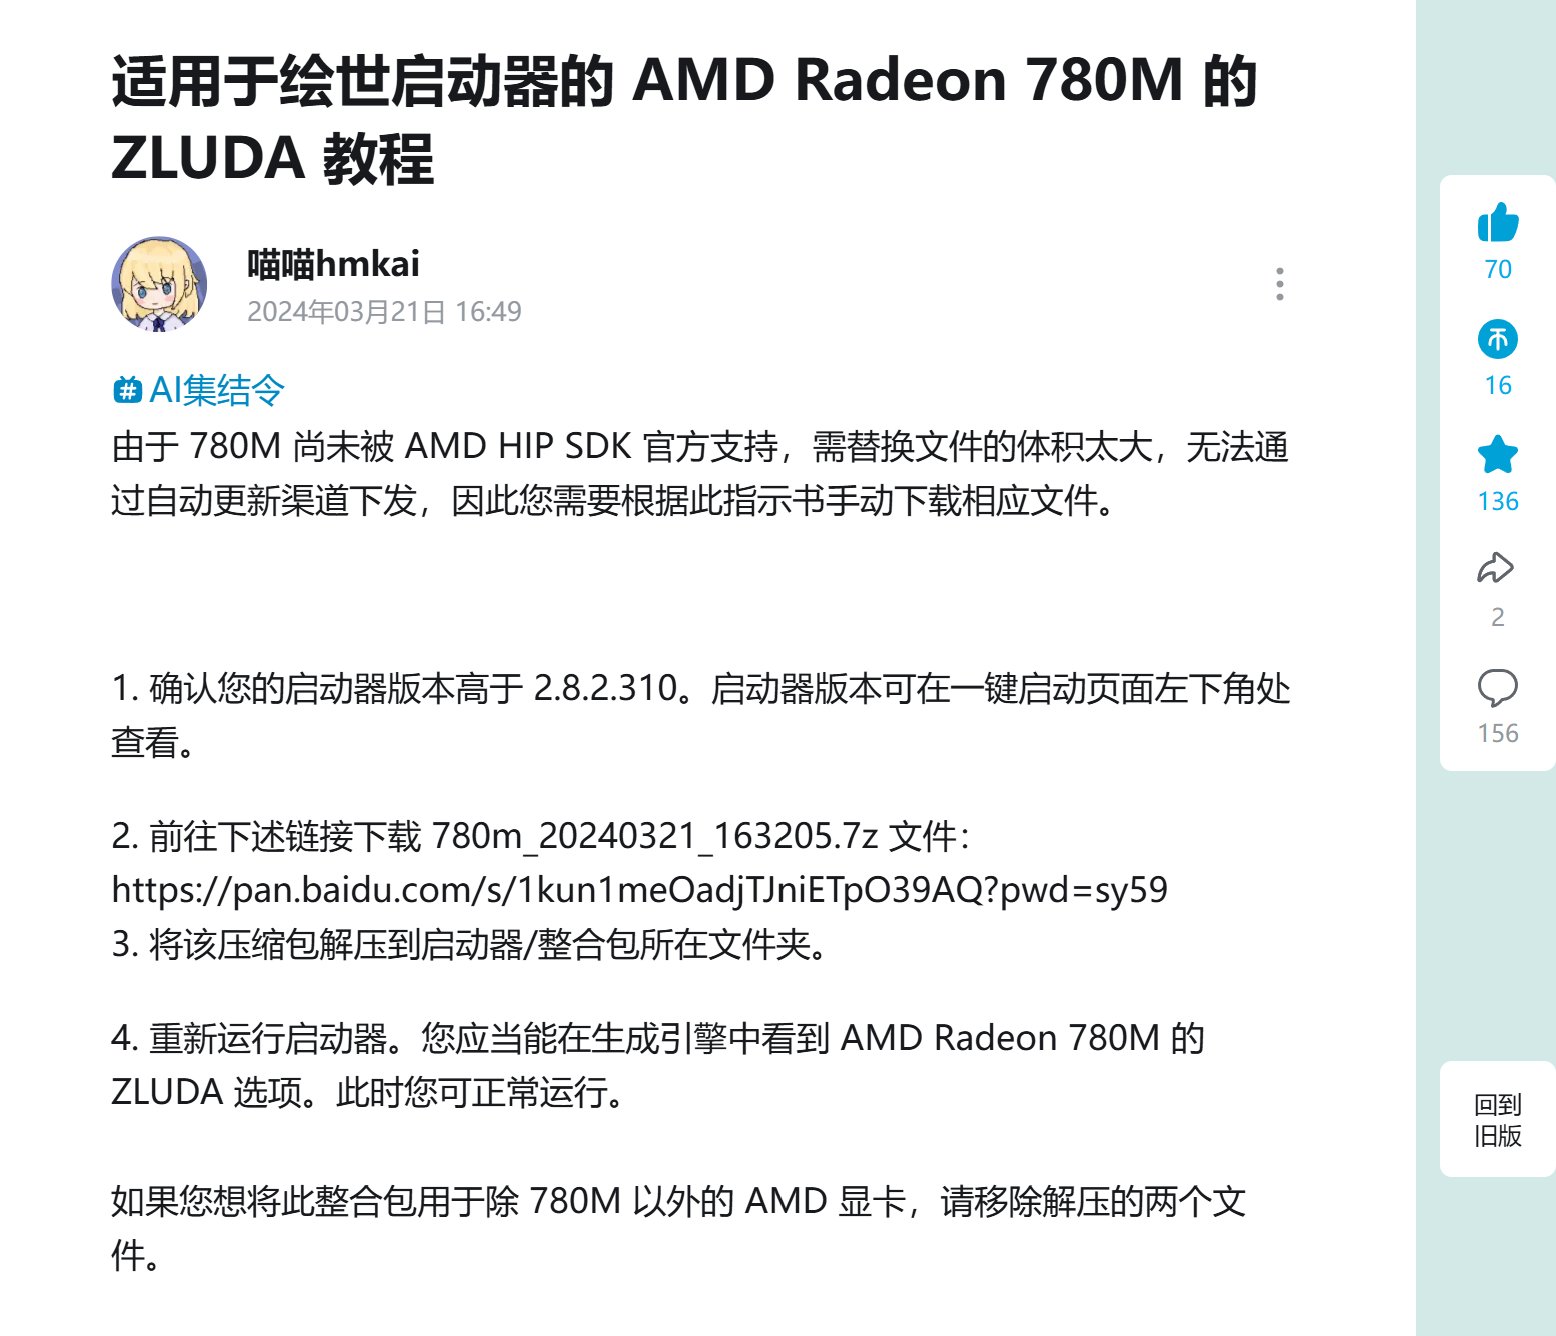 适用于绘世启动器的 AMD Radeon 780M 的
ZLUDA 教程
喵喵hmkai
2024年03月21日 16:49
AI集结令
由于 780M 尚未被 AMD HIP SDK 官方支持，需替换文件的体积太大，无法通
过自动更新渠道下发，因此您需要根据此指示书手动下载相应文件。
1. 确认您的启动器版本高于 2.8.2.310。启动器版本可在一键启动页面左下角处
查看。
2. 前往下述链接下载 780m_20240321_163205.7z 文件：
https://pan.baidu.com/s/1kun1meOadjTJniETpO39AQ?pwd=sy59
3. 将该压缩包解压到启动器/整合包所在文件夹。
4. 重新运行启动器。您应当能在生成引擎中看到 AMD Radeon 780M 的
ZLUDA 选项。此时您可正常运行。
如果您想将此整合包用于除 780M 以外的 AMD 显卡，请移除解压的两个文
件。
70
16
136
2
156
回到
旧版